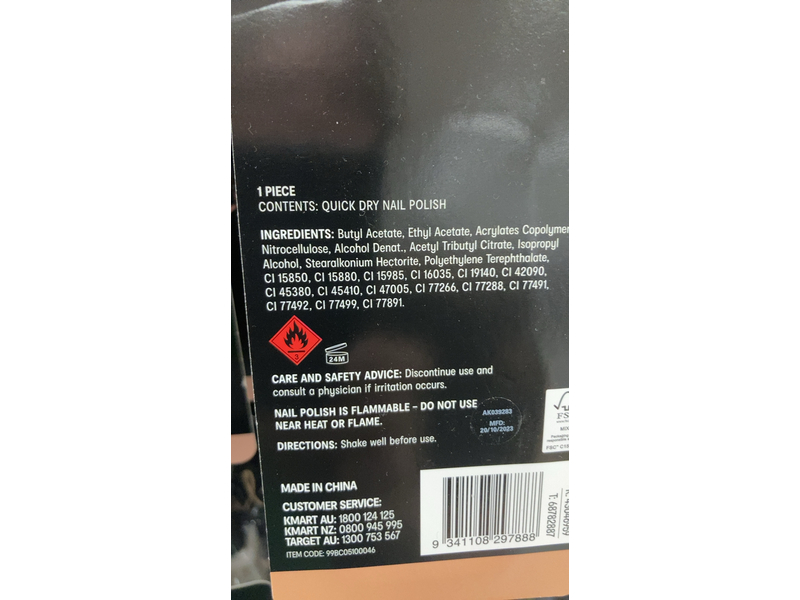 1 PIECE
CONTENTS: QUICK DRY NAIL POLISH
INGREDIENTS: Butyl Acetate, Ethyl Acetate, Acrylates Copolymer
Nitrocellulose, Alcohol Denat., Acetyl Tributyl Citrate, Isopropyl
Alcohol, Stearalkonium Hectorite, Polyethylene Terephthalate,
CI 15850, CI 15880, CI 15985, CI 16035, CI 19140, CI 42090,
CI 45380, CI 45410, CI 47005, CI 77266, CI 77288, CI 77491,
CI 77492, CI 77499, CI 77891.
3
24M
CARE AND SAFETY ADVICE: Discontinue use and
consult a physician if irritation occurs.
NAIL POLISH IS FLAMMABLE – DO NOT USE
NEAR HEAT OR FLAME.
AK039283
MFD:
20/10/2023
DIRECTIONS: Shake well before use.
MADE IN CHINA
CUSTOMER SERVICE:
KMART AU: 1800 124 125
KMART NZ: 0800 945 995
TARGET AU: 1300 753 567
ITEM CODE: 99BC05100046
9 341108 297888
T: 68782887